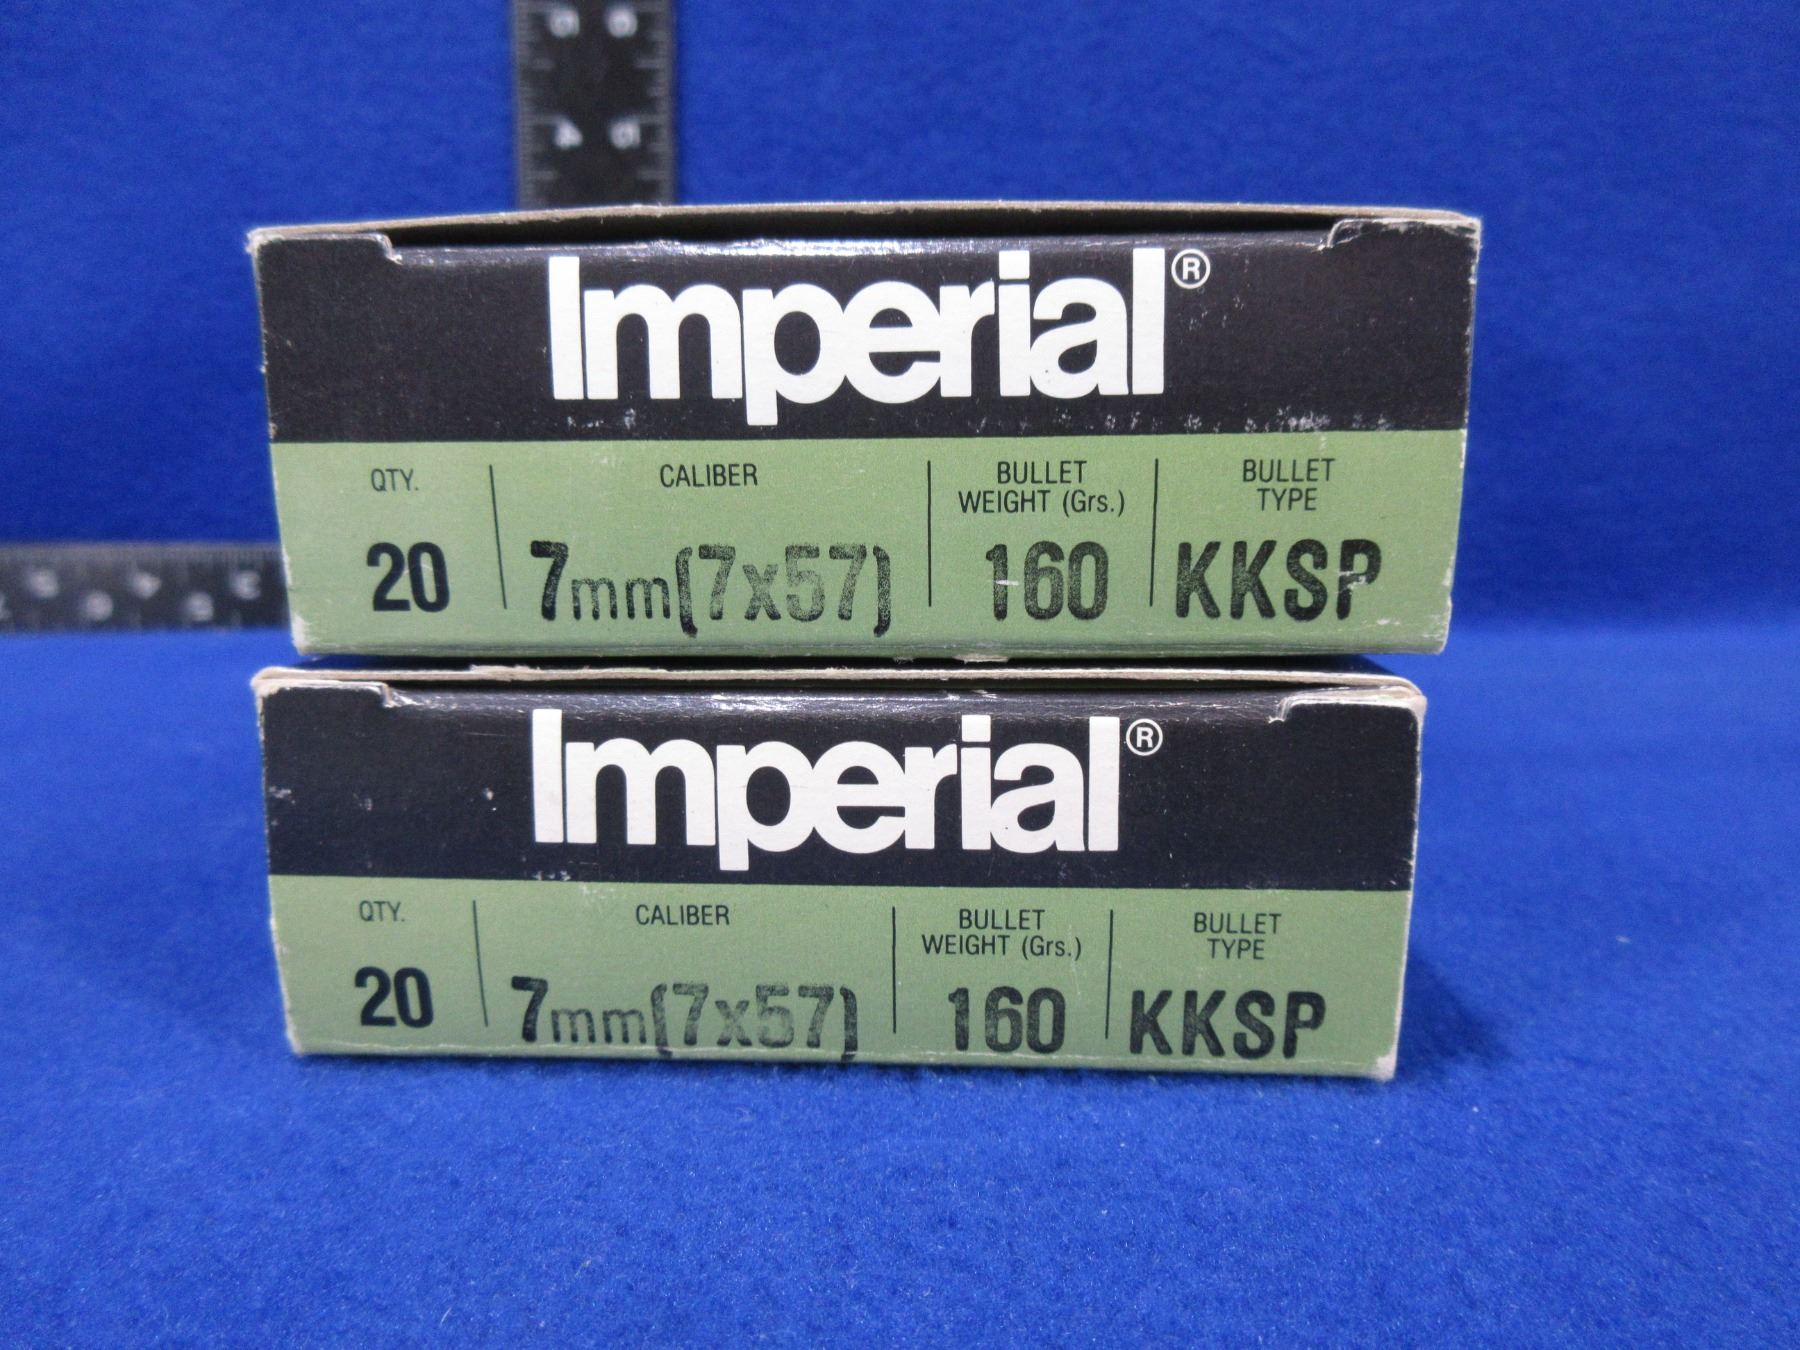 Imperial®
QTY. CALIBER BULLET WEIGHT (Grs.) BULLET TYPE
20 7mm(7x57) 160 KKSP
Imperial®
QTY. CALIBER BULLET WEIGHT (Grs.) BULLET TYPE
20 7mm(7x57) 160 KKSP